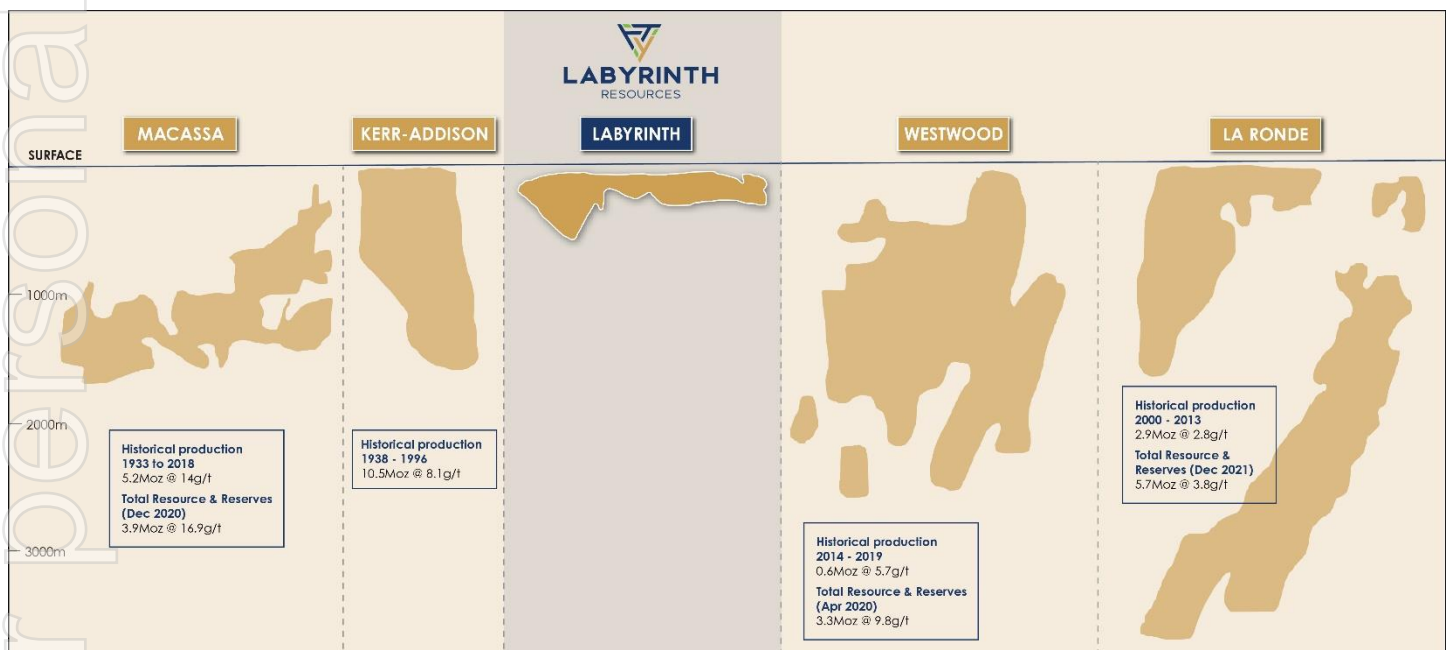 r personal
LABYRINTH
RESOURCES
MACASSA
KERR-ADDISON
LABYRINTH
WESTWOOD
LA RONDE
SURFACE
1000m
2000m
3000m
Historical production
1933 to 2018
5.2Moz @ 14g/t
Total Resource & Reserves
(Dec 2020)
3.9Moz @ 16.9g/t
Historical production
1938 - 1996
10.5Moz @ 8.1g/t
Historical production
2014 - 2019
0.6Moz @ 5.7g/t
Total Resource & Reserves
(Apr 2020)
3.3Moz @ 9.8g/t
Historical production
2000 - 2013
2.9Moz @ 2.8g/t
Total Resource &
Reserves (Dec 2021)
5.7Moz @ 3.8g/t